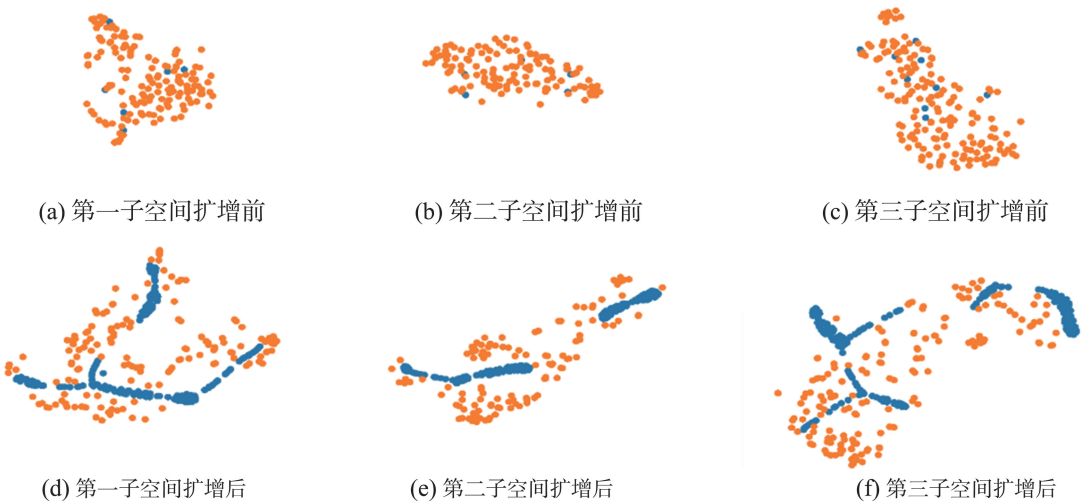 (a) 第一子空间扩增前
(b) 第二子空间扩增前
(c) 第三子空间扩增前
(d) 第一子空间扩增后
(e) 第二子空间扩增后
(f) 第三子空间扩增后